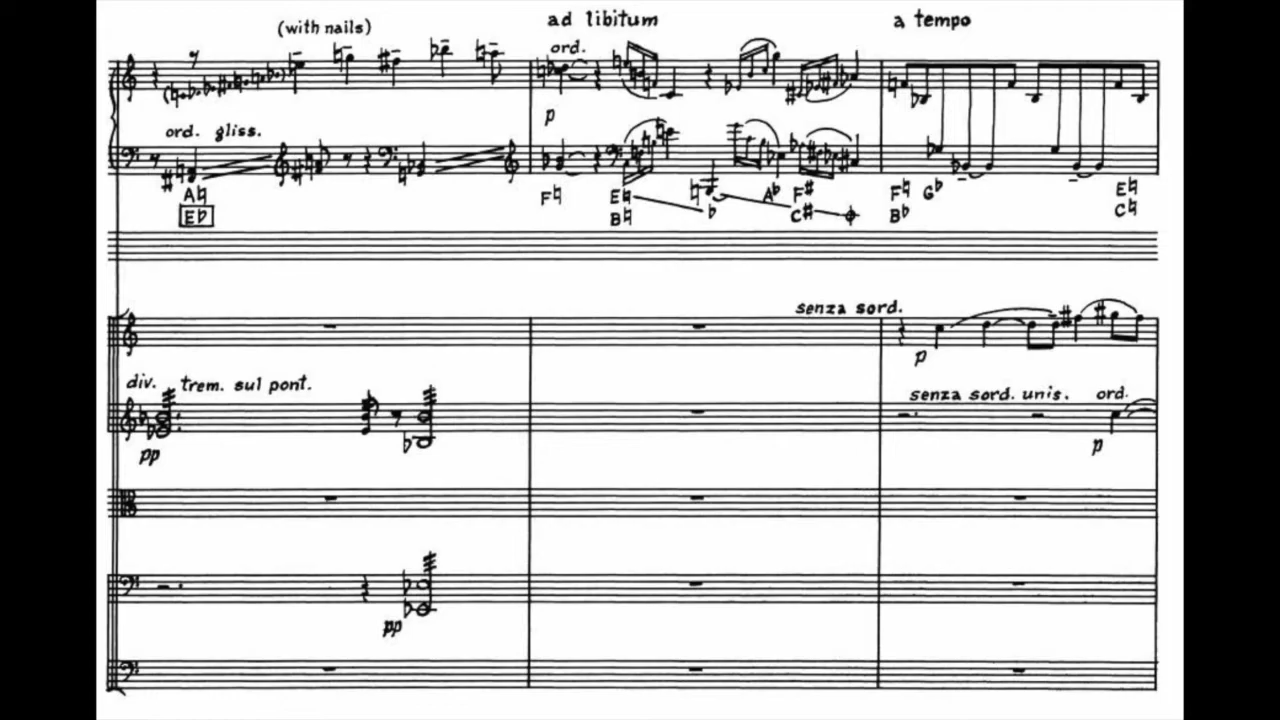 (with nails) ad libitum a tempo
ord.
p
ord. gliss.
A♮ F♮ E♮ A♭ F♯ F♮ G♭ E♮
E♭ B♮ ♭ C♯ B♭ C♮
senza sord.
p
div. trem. sul pont.
senza sord. unis. ord.
pp p
pp